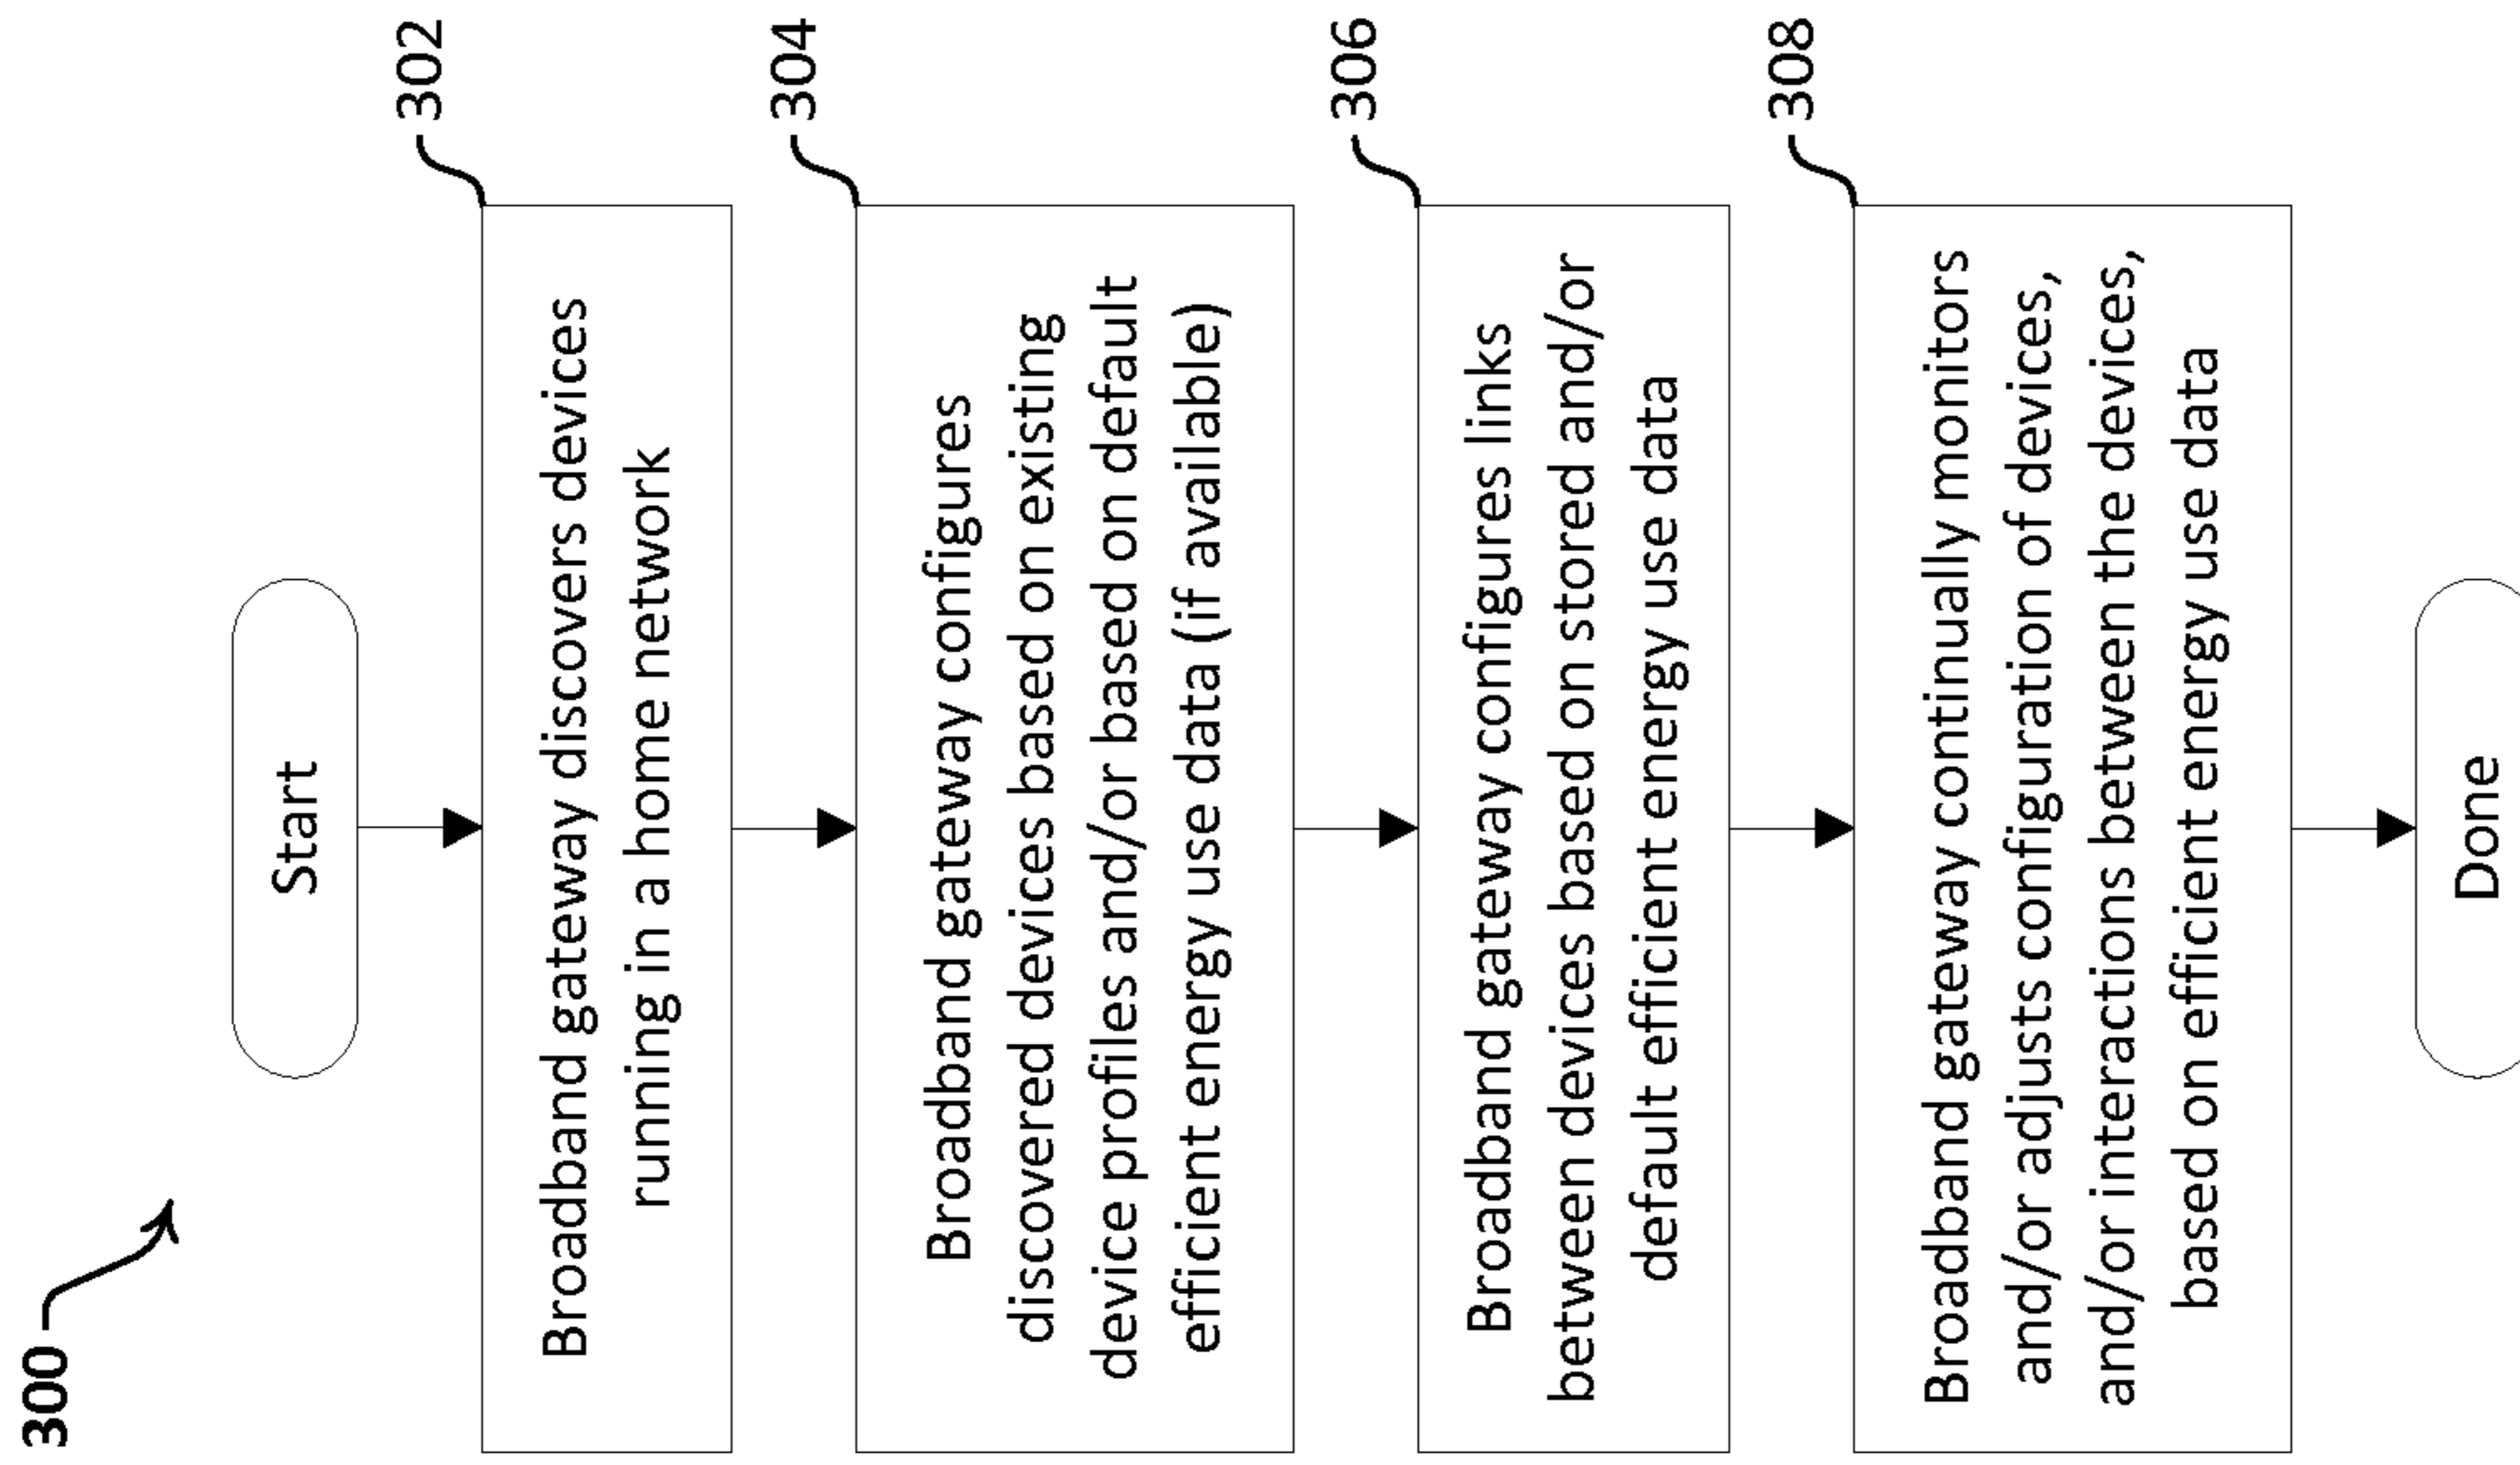 300
Start
302
Broadband gateway discovers devices
running in a home network
304
Broadband gateway configures
discovered devices based on existing
device profiles and/or based on default
efficient energy use data (if available)
306
Broadband gateway configures links
between devices based on stored and/or
default efficient energy use data
308
Broadband gateway continually monitors
and/or adjusts configuration of devices,
and/or interactions between the devices,
based on efficient energy use data
Done